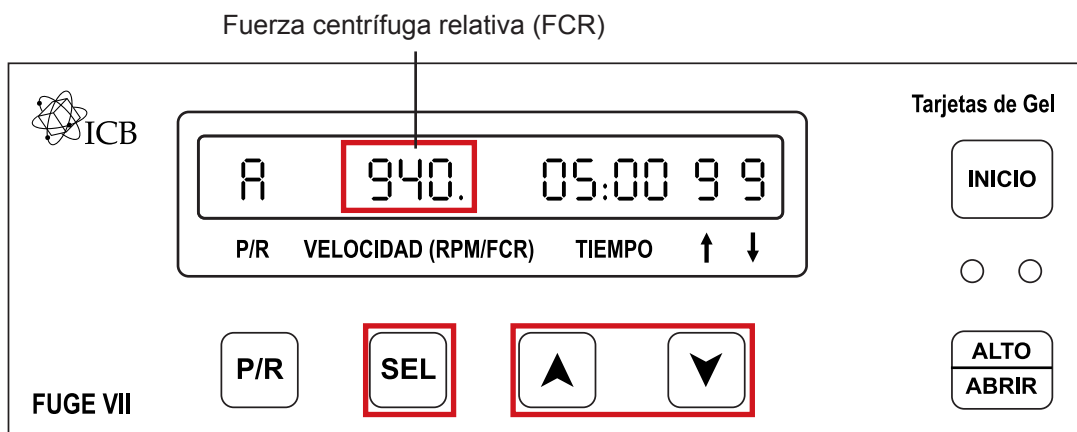 Fuerza centrífuga relativa (FCR)
ICB
Tarjetas de Gel
A 940. 05:00 9 9
INICIO
P/R VELOCIDAD (RPM/FCR) TIEMPO ↑ ↓
P/R SEL
ALTO
ABRIR
FUGE VII